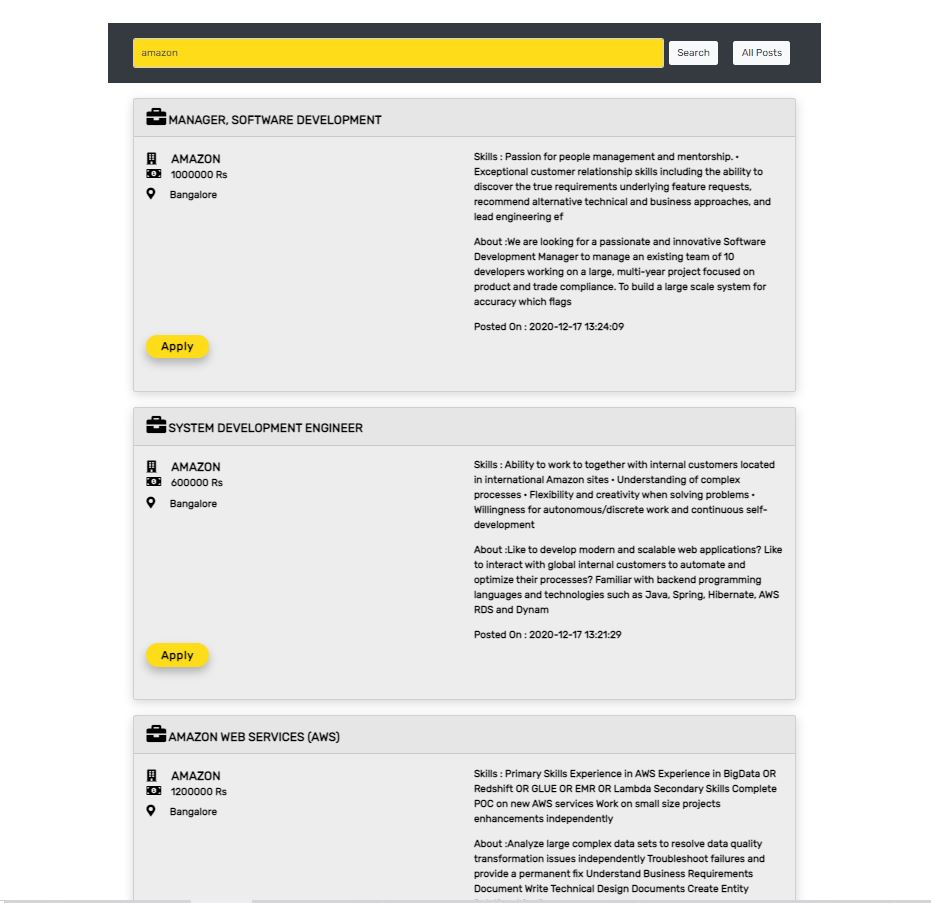 amazon
Search
All Posts
MANAGER, SOFTWARE DEVELOPMENT
AMAZON
1000000 Rs
Bangalore
Skills : Passion for people management and mentorship. •
Exceptional customer relationship skills including the ability to
discover the true requirements underlying feature requests,
recommend alternative technical and business approaches, and
lead engineering ef
About :We are looking for a passionate and innovative Software
Development Manager to manage an existing team of 10
developers working on a large, multi-year project focused on
product and trade compliance. To build a large scale system for
accuracy which flags
Posted On : 2020-12-17 13:24:09
Apply
SYSTEM DEVELOPMENT ENGINEER
AMAZON
600000 Rs
Bangalore
Skills : Ability to work to together with internal customers located
in international Amazon sites • Understanding of complex
processes • Flexibility and creativity when solving problems •
Willingness for autonomous/discrete work and continuous self-
development
About :Like to develop modern and scalable web applications? Like
to interact with global internal customers to automate and
optimize their processes? Familiar with backend programming
languages and technologies such as Java, Spring, Hibernate, AWS
RDS and Dynam
Posted On : 2020-12-17 13:21:29
Apply
AMAZON WEB SERVICES (AWS)
AMAZON
1200000 Rs
Bangalore
Skills : Primary Skills Experience in AWS Experience in BigData OR
Redshift OR GLUE OR EMR OR Lambda Secondary Skills Complete
POC on new AWS services Work on small size projects
enhancements independently
About :Analyze large complex data sets to resolve data quality
transformation issues independently Troubleshoot failures and
provide a permanent fix Understand Business Requirements
Document Write Technical Design Documents Create Entity